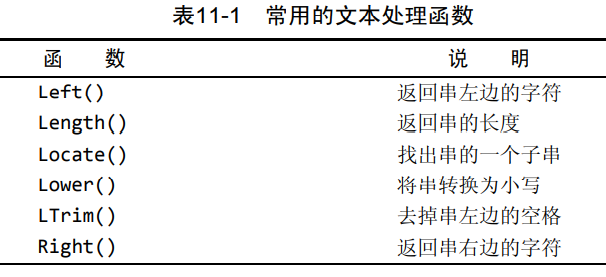 表11-1 常用的文本处理函数
函 数 说 明
Left() 返回串左边的字符
Length() 返回串的长度
Locate() 找出串的一个子串
Lower() 将串转换为小写
LTrim() 去掉串左边的空格
Right() 返回串右边的字符